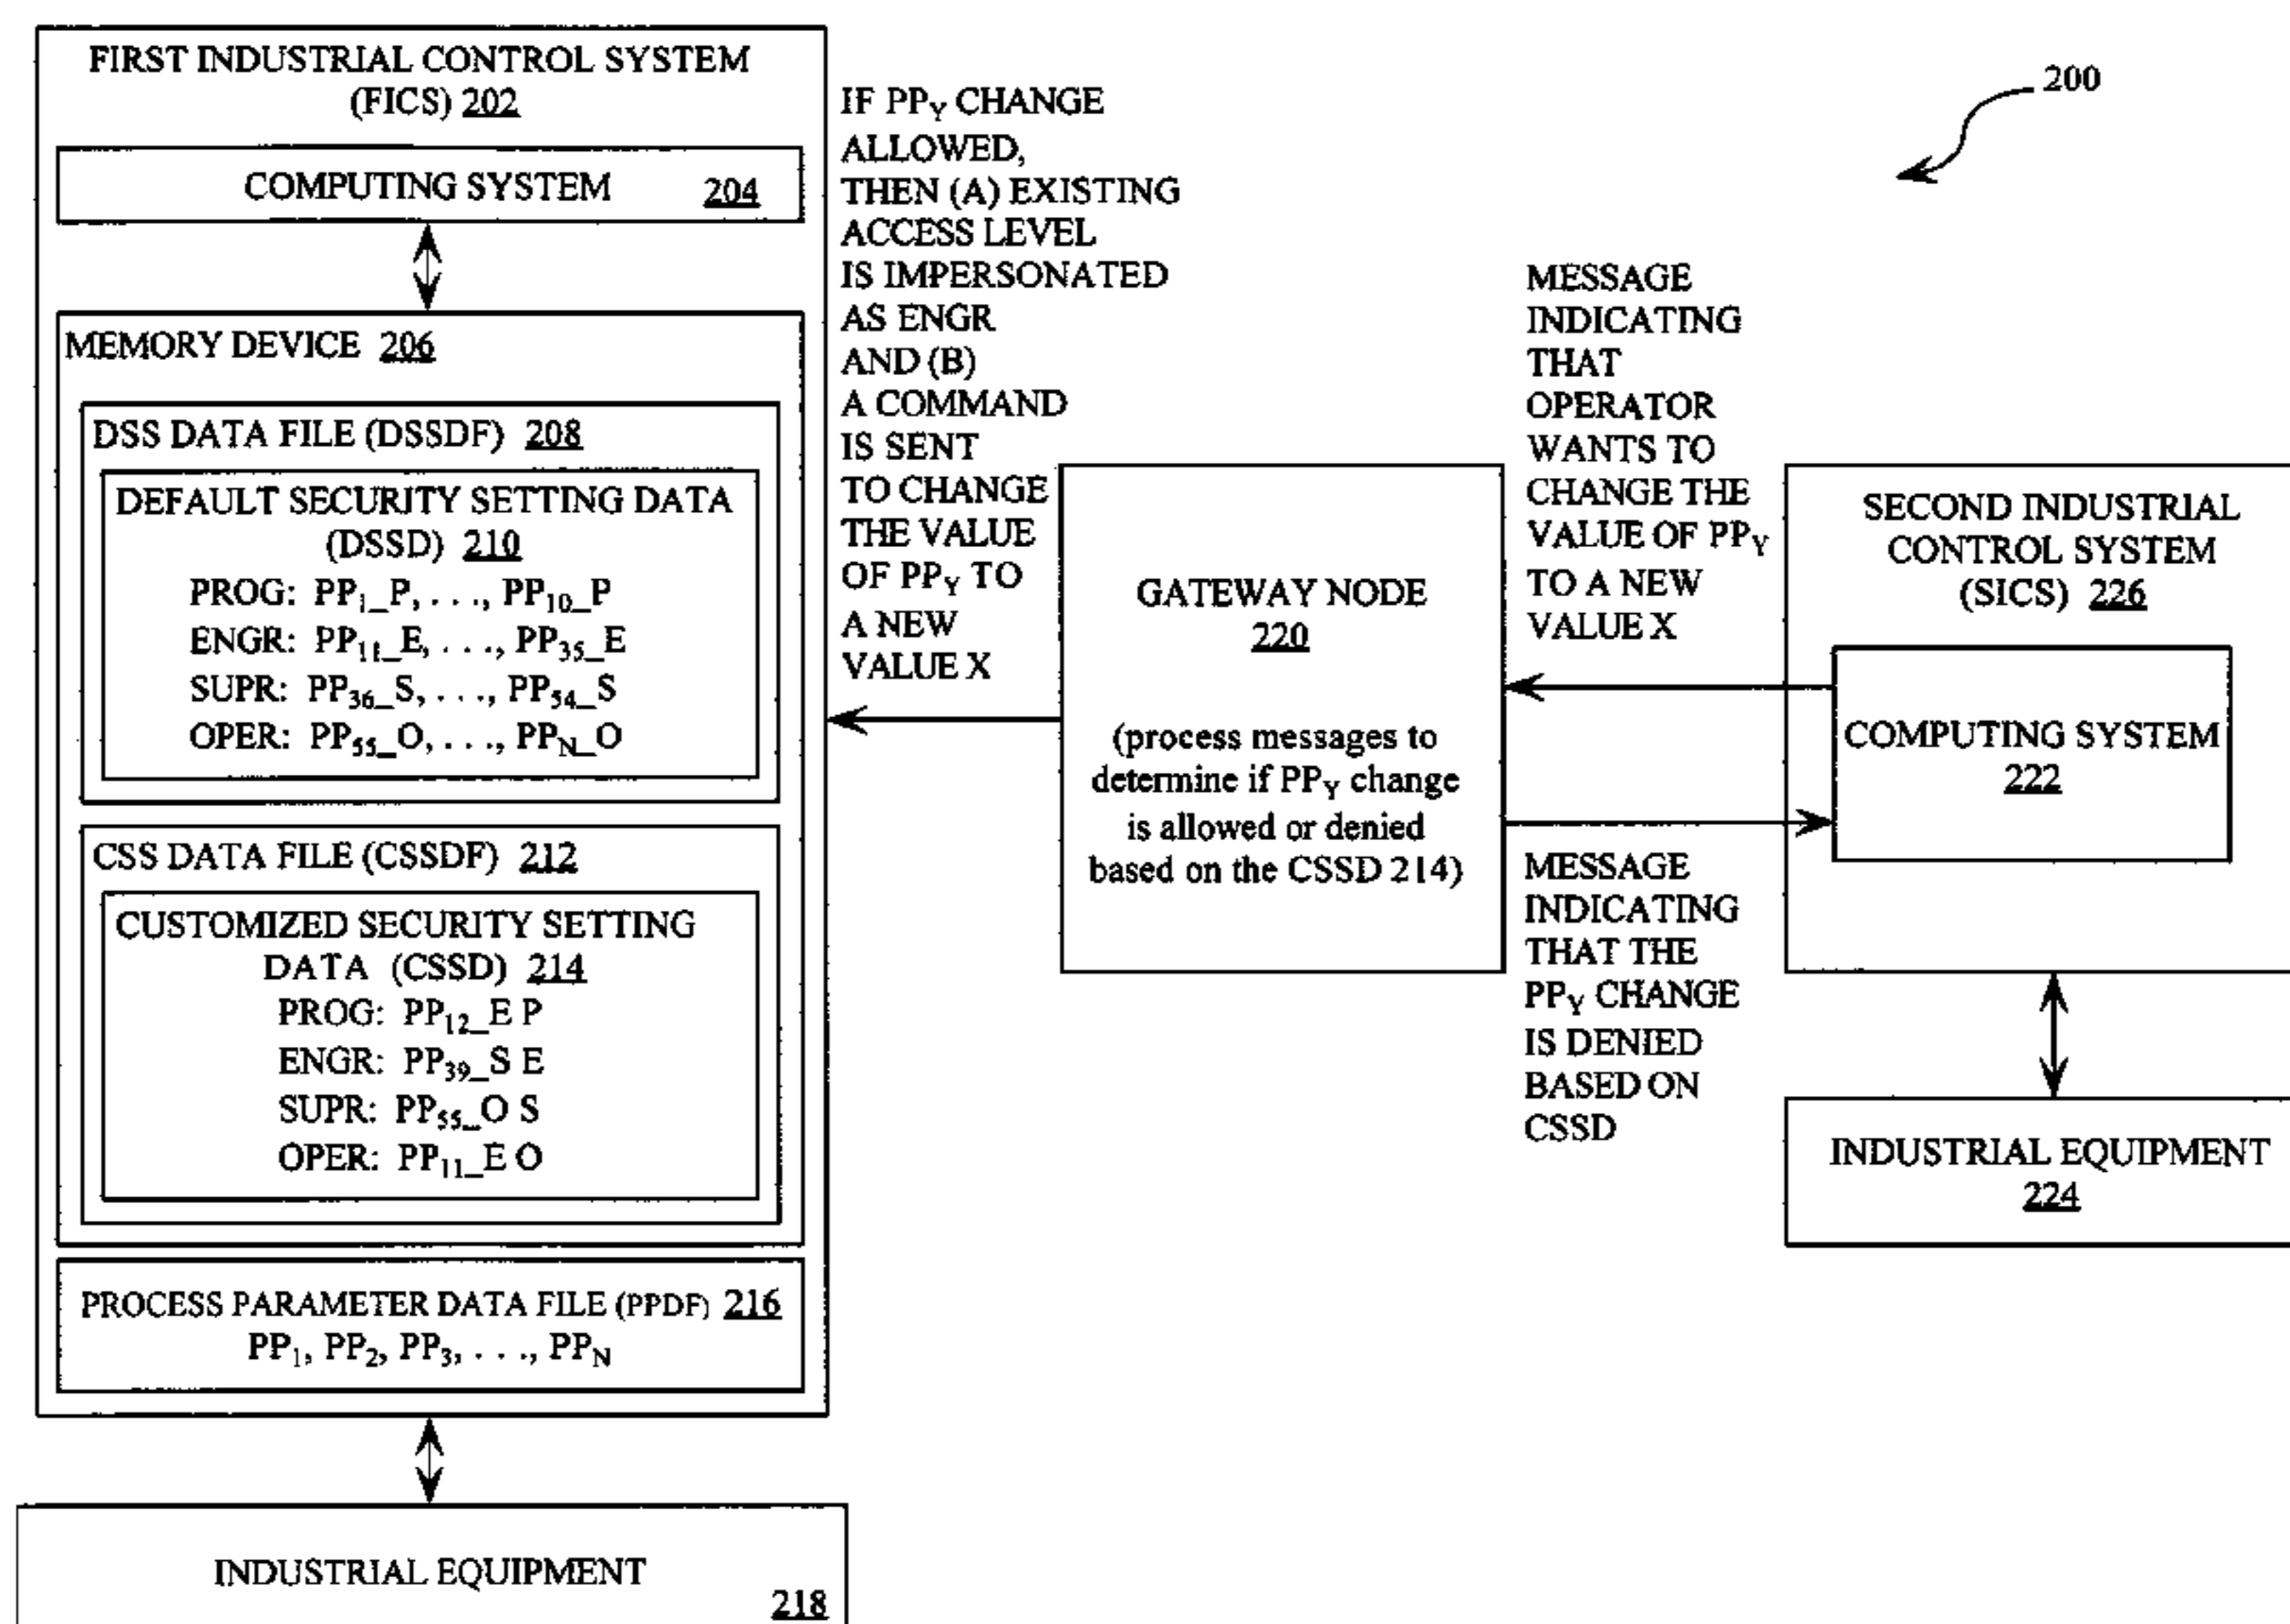 FIRST INDUSTRIAL CONTROL SYSTEM
(FICS) 202
COMPUTING SYSTEM 204
MEMORY DEVICE 206
DSS DATA FILE (DSSDF) 208
DEFAULT SECURITY SETTING DATA
(DSSD) 210
PROG: PP₁_P, . . ., PP₁₀_P
ENGR: PP₁₁_E, . . ., PP₃₅_E
SUPR: PP₃₆_S, . . ., PP₅₄_S
OPER: PP₅₅_O, . . ., PP_N_O
CSS DATA FILE (CSSDF) 212
CUSTOMIZED SECURITY SETTING
DATA (CSSD) 214
PROG: PP₁₂_E P
ENGR: PP₃₉_S E
SUPR: PP₅₅_O S
OPER: PP₁₁_E O
PROCESS PARAMETER DATA FILE (PPDF) 216
PP₁, PP₂, PP₃, . . ., PP_N
INDUSTRIAL EQUIPMENT
218
IF PP_Y CHANGE
ALLOWED,
THEN (A) EXISTING
ACCESS LEVEL
IS IMPERSONATED
AS ENGR
AND (B)
A COMMAND
IS SENT
TO CHANGE
THE VALUE
OF PP_Y TO
A NEW
VALUE X
GATEWAY NODE
220
(process messages to
determine if PP_Y change
is allowed or denied
based on the CSSD 214)
MESSAGE
INDICATING
THAT
OPERATOR
WANTS TO
CHANGE THE
VALUE OF PP_Y
TO A NEW
VALUE X
MESSAGE
INDICATING
THAT THE
PP_Y CHANGE
IS DENIED
BASED ON
CSSD
200
SECOND INDUSTRIAL
CONTROL SYSTEM
(SICS) 226
COMPUTING SYSTEM
222
INDUSTRIAL EQUIPMENT
224